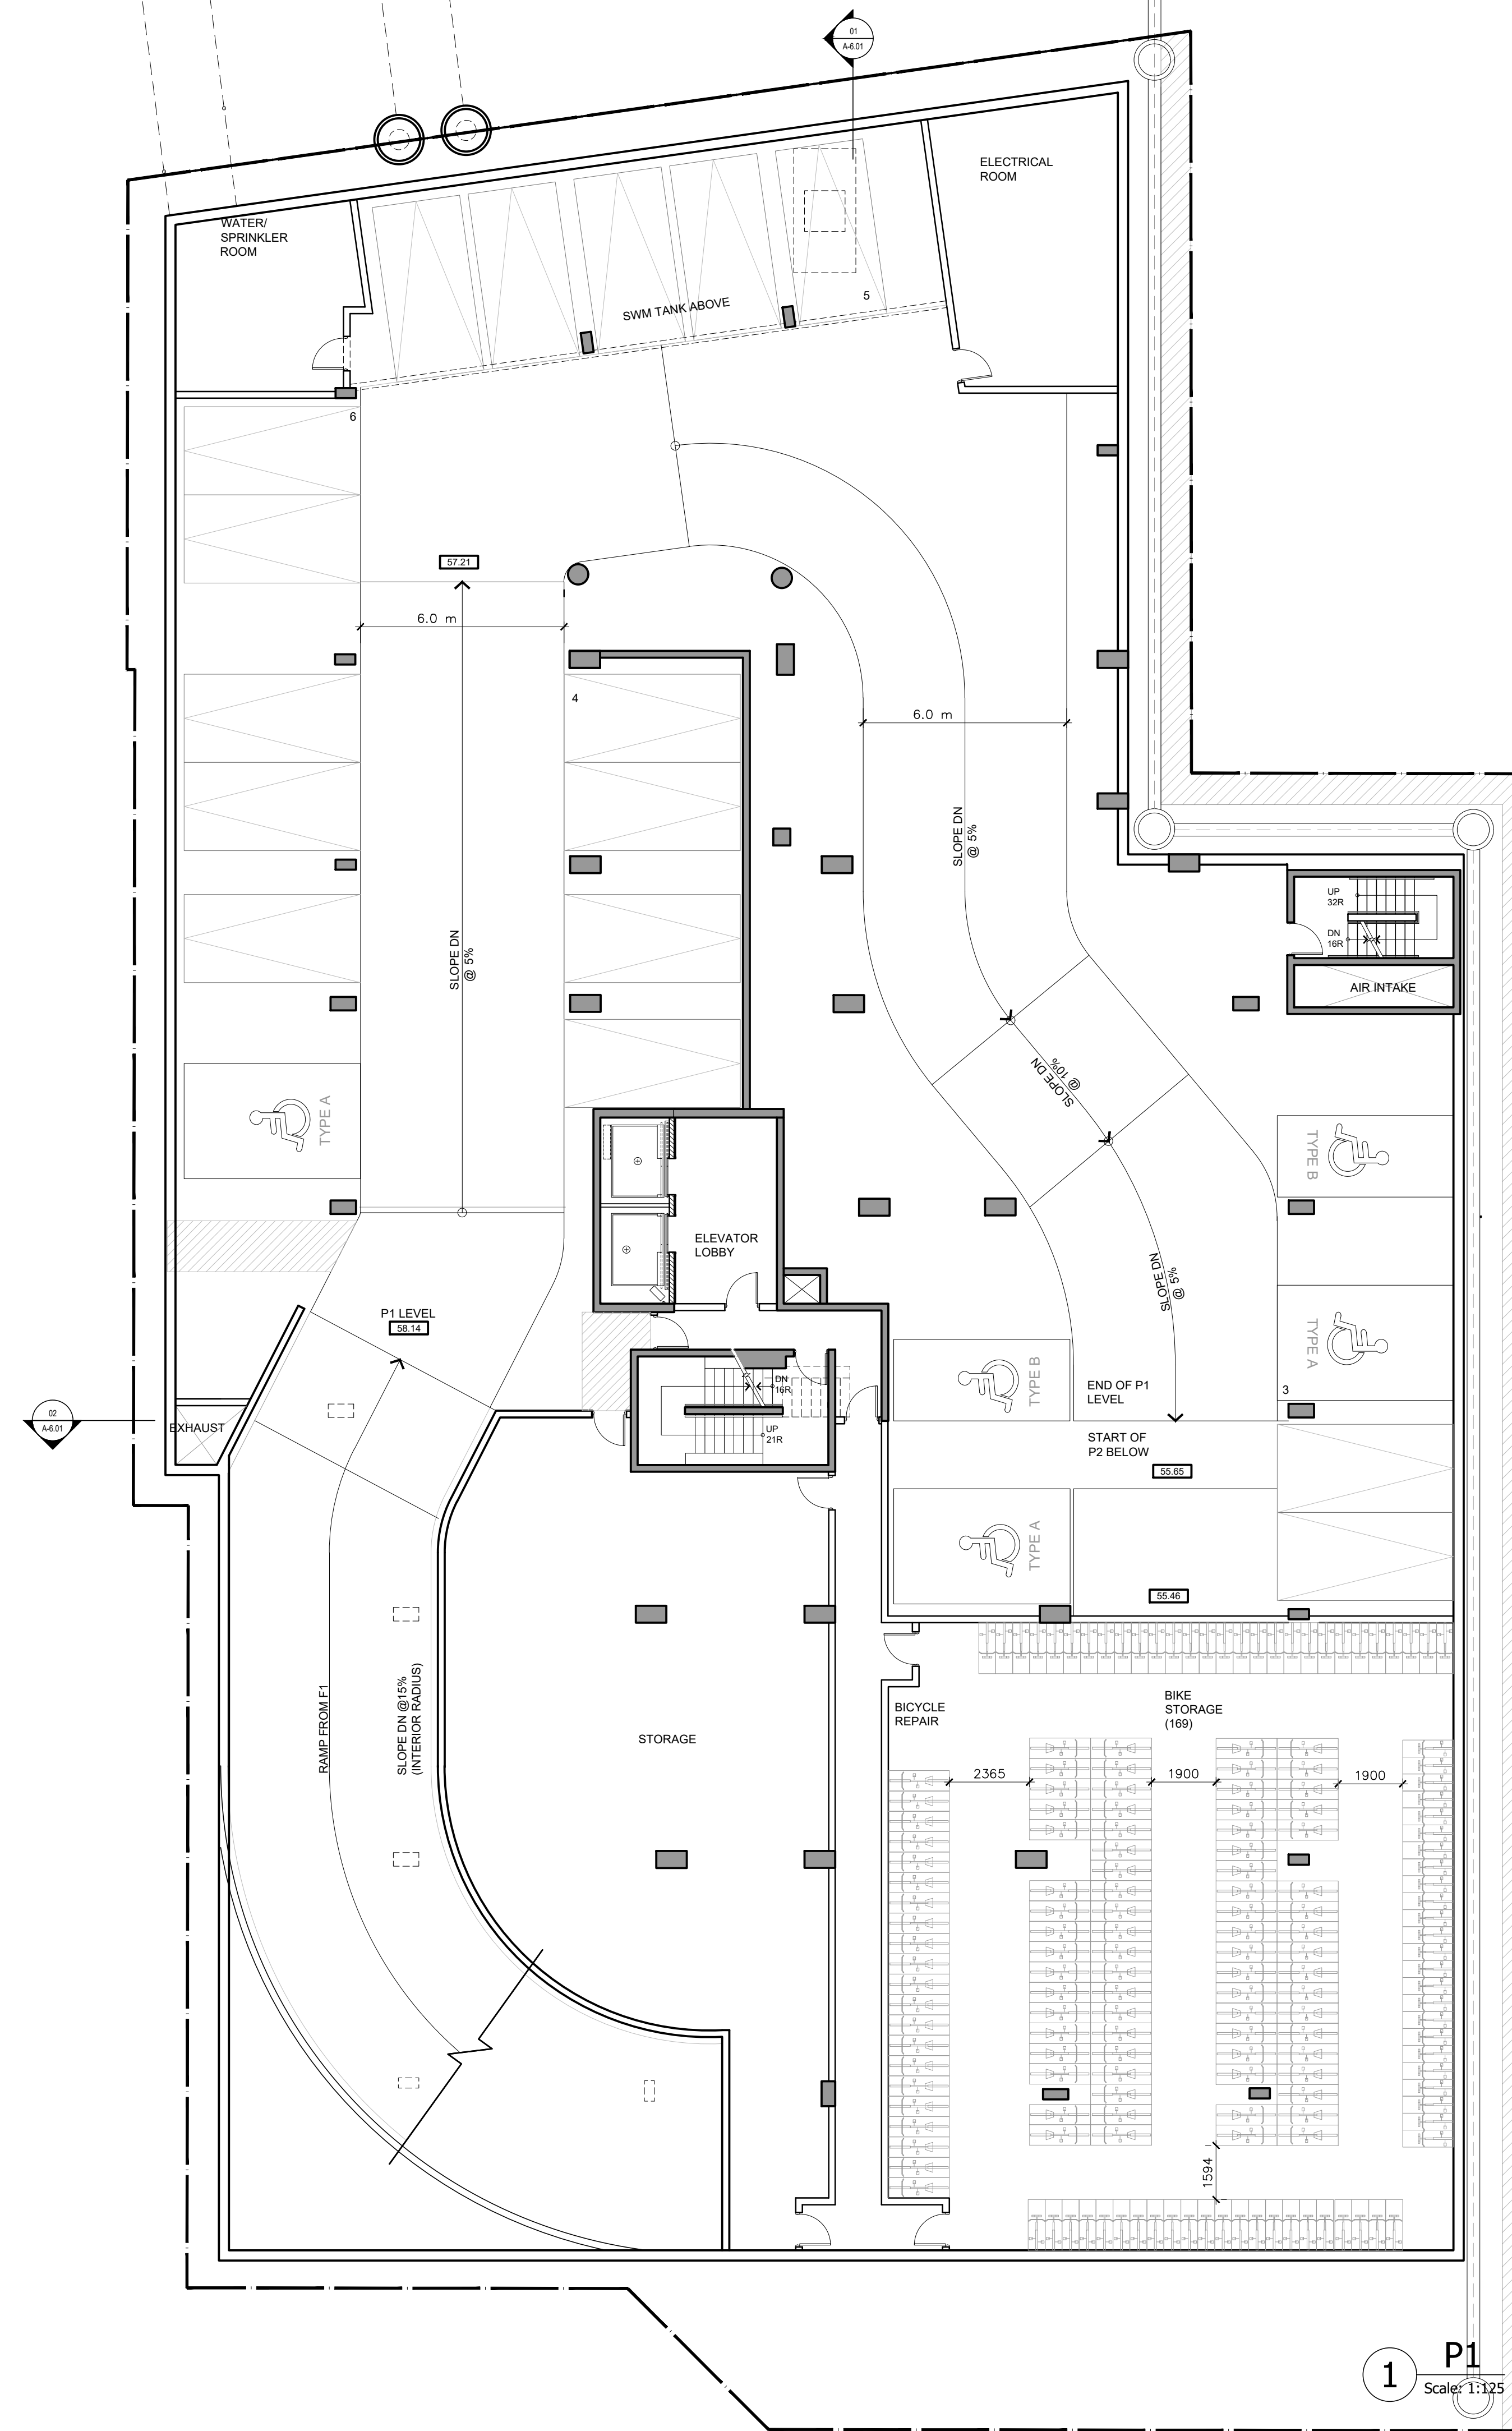 01
A-6.01
ELECTRICAL
ROOM
WATER/
SPRINKLER
ROOM
5
SWM TANK ABOVE
6
57.21
6.0 m
4
6.0 m
SLOPE DN
@ 5%
UP
32R
DN
16R
SLOPE DN
@ 5%
AIR INTAKE
SLOPE DN
@ 10%
TYPE A
TYPE B
ELEVATOR
LOBBY
SLOPE DN
@ 5%
P1 LEVEL
58.14
TYPE A
TYPE B
DN
16R
END OF P1
LEVEL
3
02
A-6.01
EXHAUST
UP
21R
START OF
P2 BELOW
55.65
TYPE A
55.46
RAMP FROM F1
SLOPE DN @15%
(INTERIOR RADIUS)
STORAGE
BICYCLE
REPAIR
BIKE
STORAGE
(169)
2365
1900
1900
1594
1
P1
Scale: 1:125